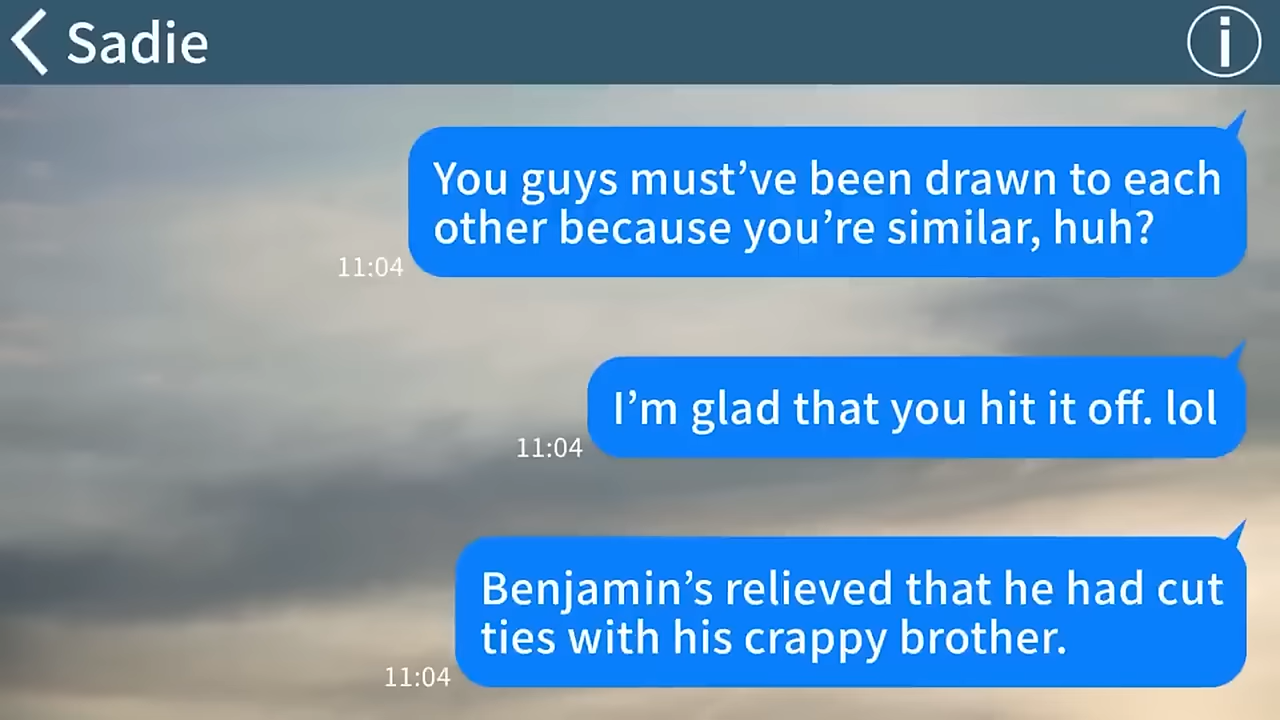 Sadie
i
You guys must’ve been drawn to each
other because you’re similar, huh?
11:04
I’m glad that you hit it off. lol
11:04
Benjamin’s relieved that he had cut
ties with his crappy brother.
11:04